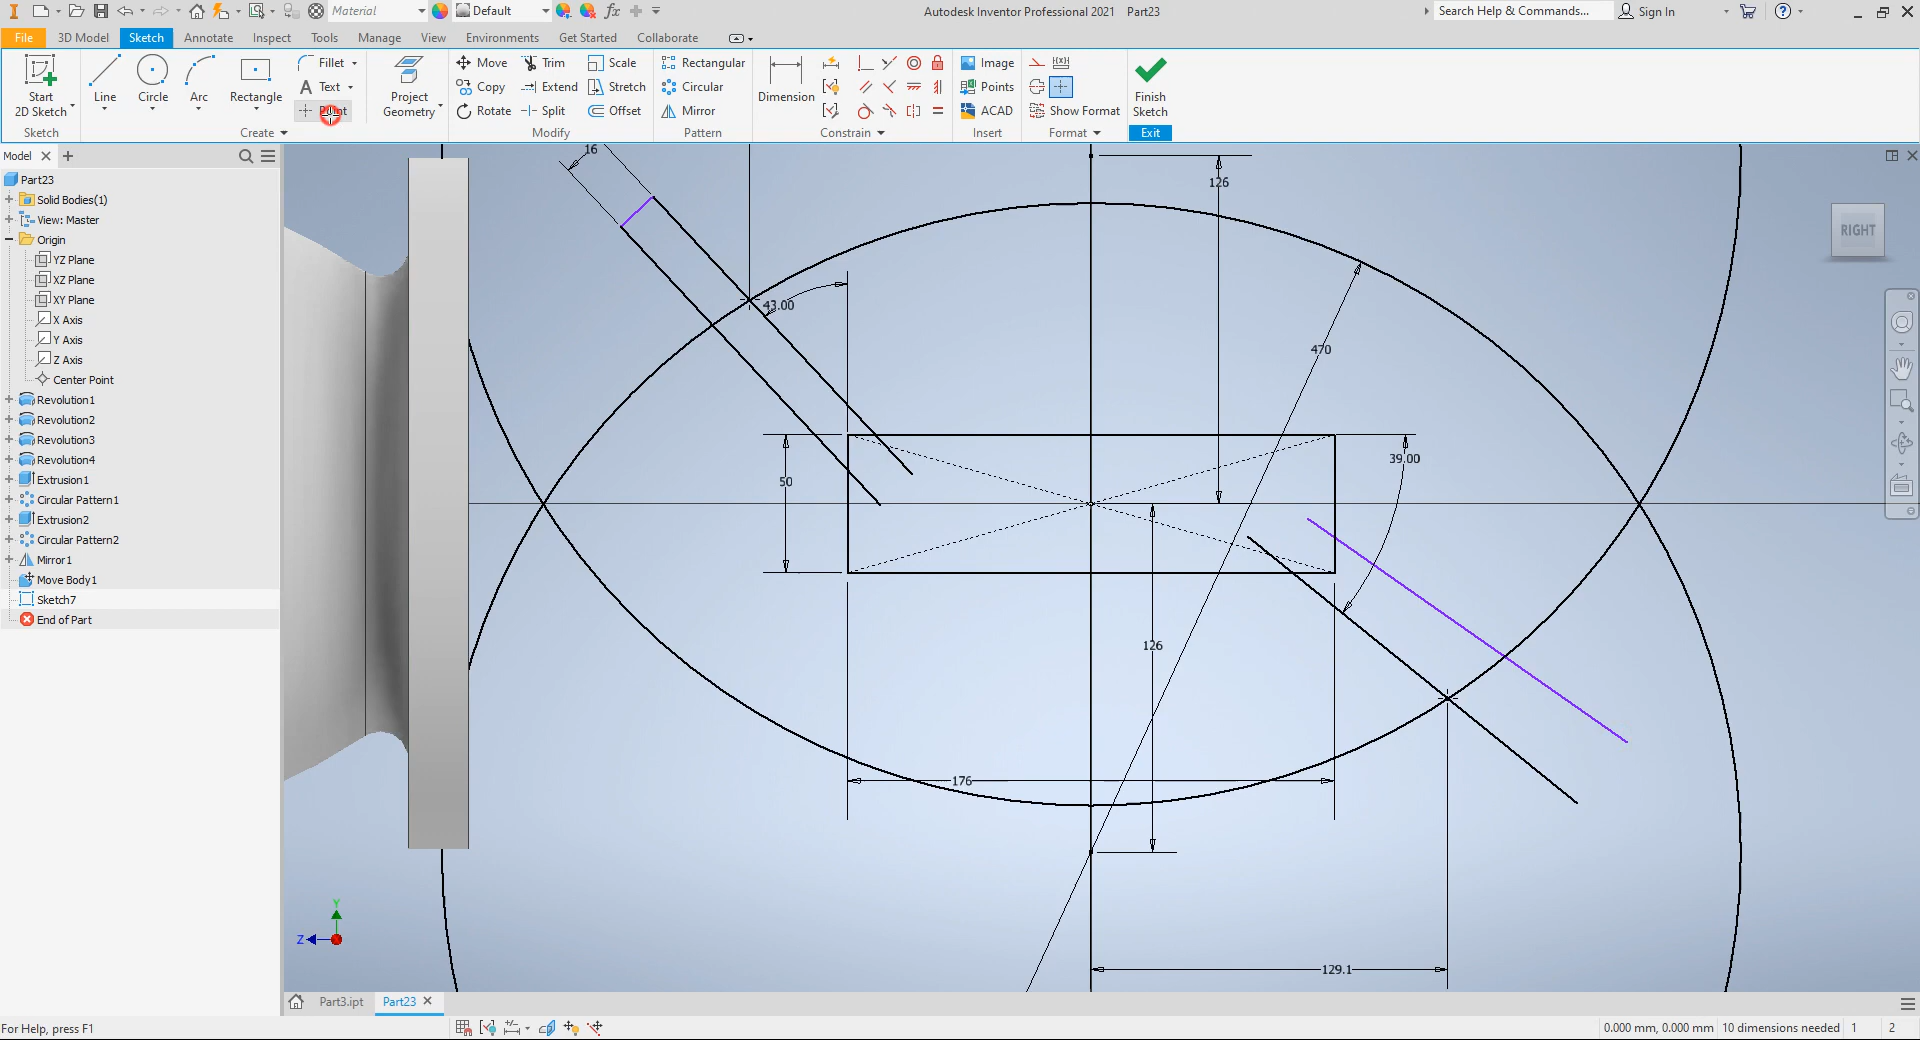 Material
Default
fx
Autodesk Inventor Professional 2021 Part23
Search Help & Commands...
Sign In
File
3D Model
Sketch
Annotate
Inspect
Tools
Manage
View
Environments
Get Started
Collaborate
Start
2D Sketch
Line
Circle
Arc
Rectangle
Fillet
Text
Project
Geometry
Move
Copy
Rotate
Trim
Extend
Split
Scale
Stretch
Offset
Rectangular
Circular
Mirror
Dimension
Image
Points
ACAD
Show Format
Finish
Sketch
Sketch
Create
Modify
Pattern
Constrain
Insert
Format
Exit
Model
Part23
Solid Bodies(1)
View: Master
Origin
YZ Plane
XZ Plane
XY Plane
X Axis
Y Axis
Z Axis
Center Point
Revolution1
Revolution2
Revolution3
Revolution4
Extrusion1
Circular Pattern1
Extrusion2
Circular Pattern2
Mirror1
Move Body1
Sketch7
End of Part
16
126
RIGHT
43.00
470
39.00
50
126
176
129.1
Y
Z
Part3.ipt
Part23
For Help, press F1
0.000 mm, 0.000 mm
10 dimensions needed
1
2